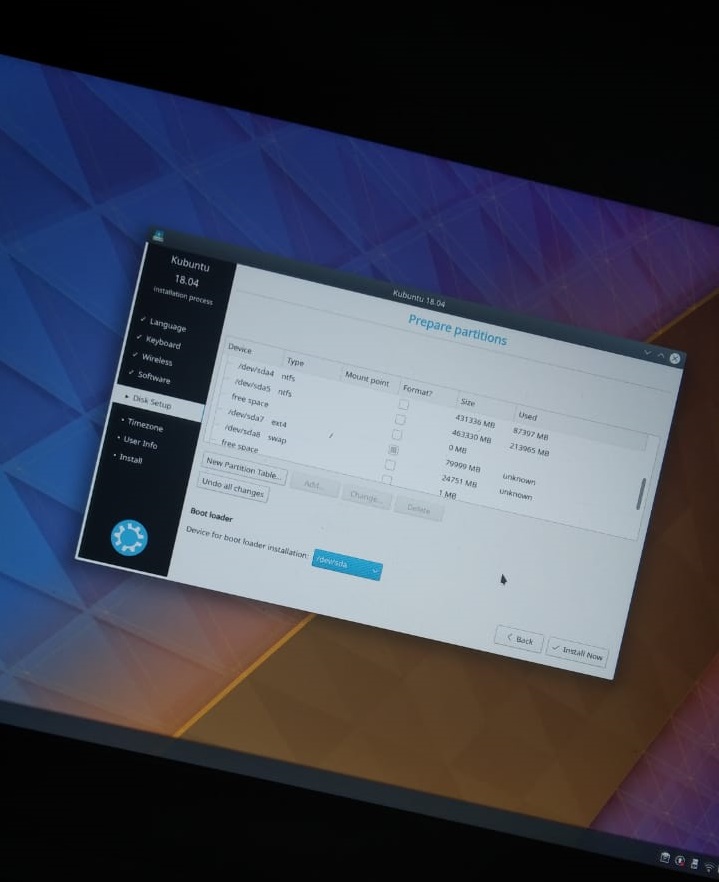 Kubuntu 18.04
Kubuntu
18.04
installation process
✓ Language
✓ Keyboard
✓ Wireless
✓ Software
▸ Disk Setup
• Timezone
• User Info
• Install
Prepare partitions
Device Type Mount point Format? Size Used
/dev/sda4 ntfs 431336 MB 87397 MB
/dev/sda5 ntfs 463330 MB 213965 MB
free space 0 MB
/dev/sda7 ext4 / 79999 MB unknown
/dev/sda8 swap 24751 MB unknown
free space 1 MB
New Partition Table... Add... Change... Delete
Undo all changes
Boot loader
Device for boot loader installation: /dev/sda
Back Install Now